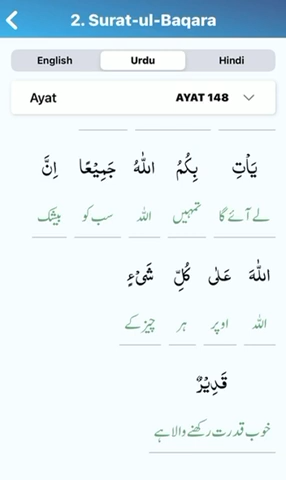 2. Surat-ul-Baqara
English Urdu Hindi
Ayat AYAT 148
يَاْتِ بِكُمُ اللّٰهُ جَمِيْعًا اِنَّ
لے آئے گا تمہیں اللہ سب کو بیشک
اللّٰهَ عَلٰى كُلِّ شَىْءٍ
اللہ اوپر ہر چیز کے
قَدِيْرٌ
خوب قدرت رکھنے والا ہے